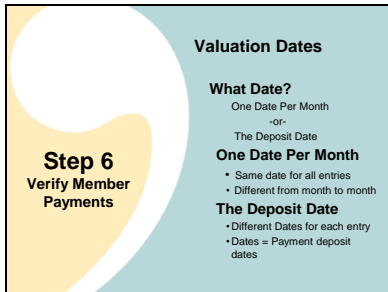 Valuation Dates
What Date?
One Date Per Month
-or-
The Deposit Date
Step 6
Verify Member
Payments
One Date Per Month
• Same date for all entries
• Different from month to month
The Deposit Date
• Different Dates for each entry
• Dates = Payment deposit
dates